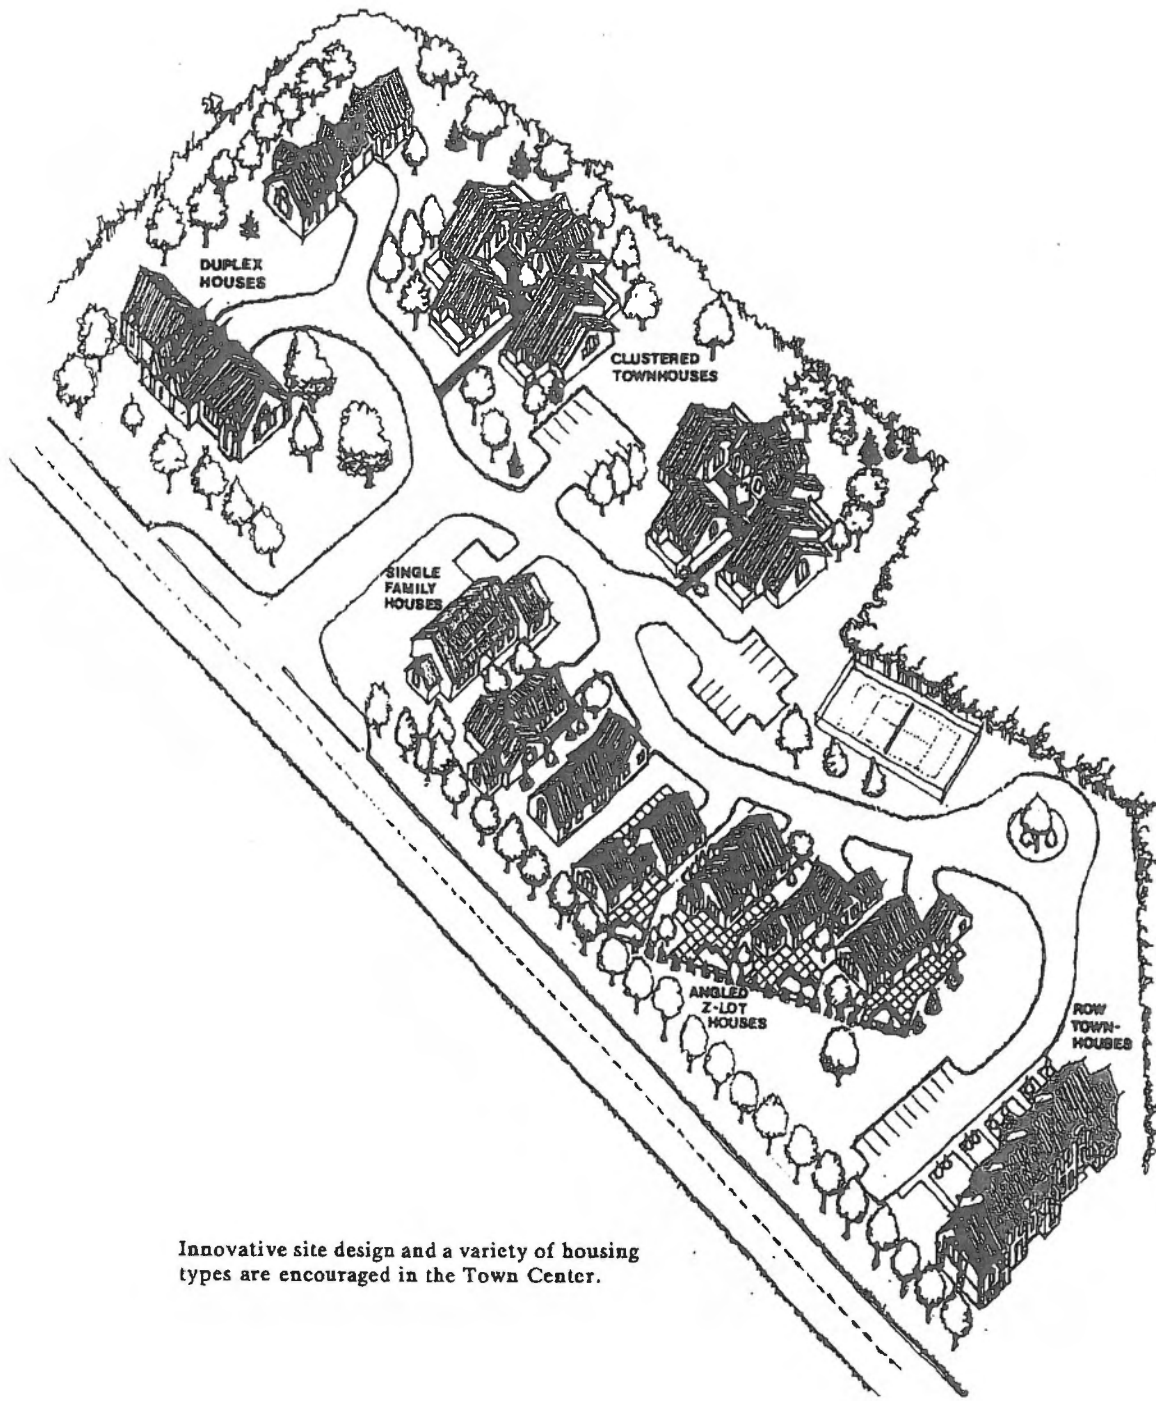 DUPLEX
HOUSES
CLUSTERED
TOWNHOUSES
SINGLE
FAMILY
HOUSES
ANGLED
Z-LOT
HOUSES
ROW
TOWN-
HOUSES
Innovative site design and a variety of housing
types are encouraged in the Town Center.